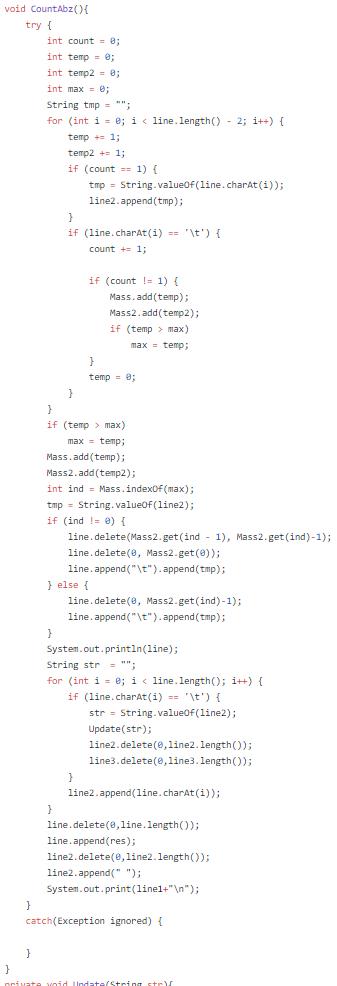 void CountAbz(){
    try {
        int count = 0;
        int temp = 0;
        int temp2 = 0;
        int max = 0;
        String tmp = "";
        for (int i = 0; i < line.length() - 2; i++) {
            temp += 1;
            temp2 += 1;
            if (count == 1) {
                tmp = String.valueOf(line.charAt(i));
                line2.append(tmp);
            }
            if (line.charAt(i) == '\t') {
                count += 1;

                if (count != 1) {
                    Mass.add(temp);
                    Mass2.add(temp2);
                    if (temp > max)
                        max = temp;
                }
                temp = 0;
            }
        }
        if (temp > max)
            max = temp;
        Mass.add(temp);
        Mass2.add(temp2);
        int ind = Mass.indexOf(max);
        tmp = String.valueOf(line2);
        if (ind != 0) {
            line.delete(Mass2.get(ind - 1), Mass2.get(ind)-1);
            line.delete(0, Mass2.get(0));
            line.append("\t").append(tmp);
        } else {
            line.delete(0, Mass2.get(ind)-1);
            line.append("\t").append(tmp);
        }
        System.out.println(line);
        String str  = "";
        for (int i = 0; i < line.length(); i++) {
            if (line.charAt(i) == '\t') {
                str = String.valueOf(line2);
                Update(str);
                line2.delete(0,line2.length());
                line3.delete(0,line3.length());
            }
            line2.append(line.charAt(i));
        }
        line.delete(0,line.length());
        line.append(res);
        line2.delete(0,line2.length());
        line2.append(" ");
        System.out.print(line1+"\n");
    }
    catch(Exception ignored) {

    }
}
private void Update(String str){